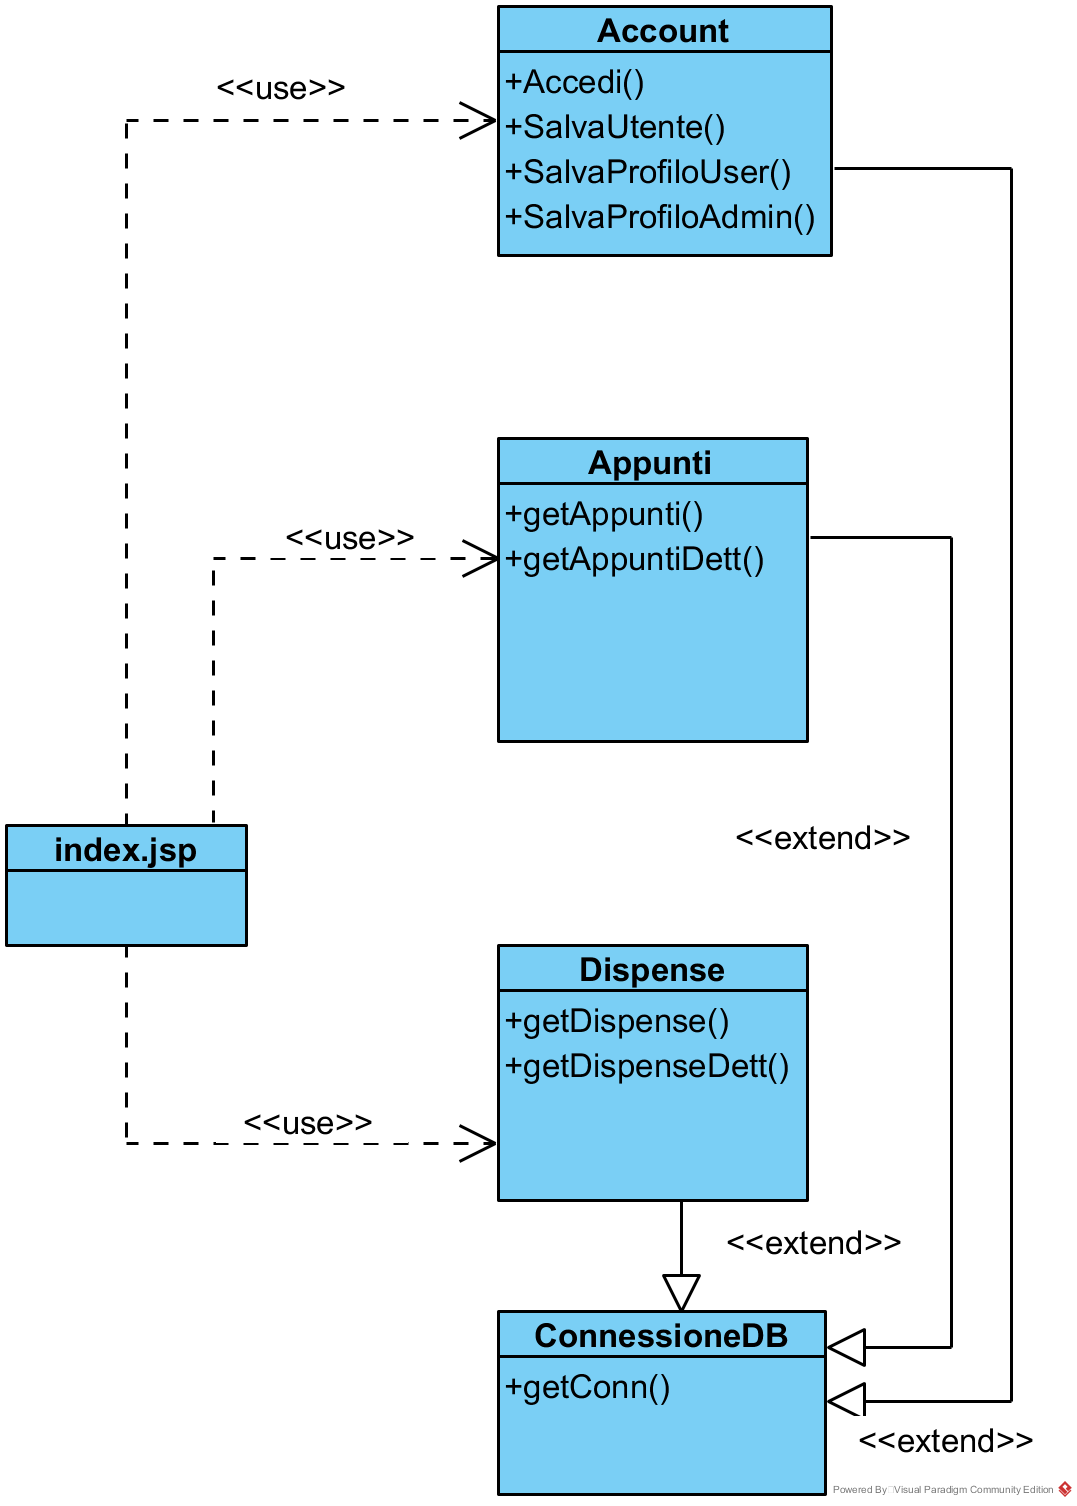 Account
<<use>>
+Accedi()
+SalvaUtente()
+SalvaProfiloUser()
+SalvaProfiloAdmin()
Appunti
+getAppunti()
<<use>>
+getAppuntiDett()
<<extend>>
index.jsp
Dispense
+getDispense()
+getDispenseDett()
<<use>>
<<extend>>
ConnessioneDB
+getConn()
<<extend>>
Powered By Visual Paradigm Community Edition